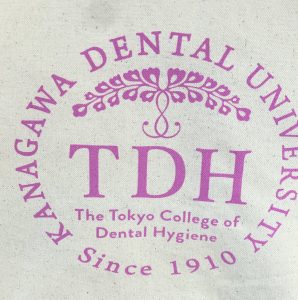 KANAGAWA DENTAL UNIVERSITY
TDH
The Tokyo College of
Dental Hygiene
Since 1910